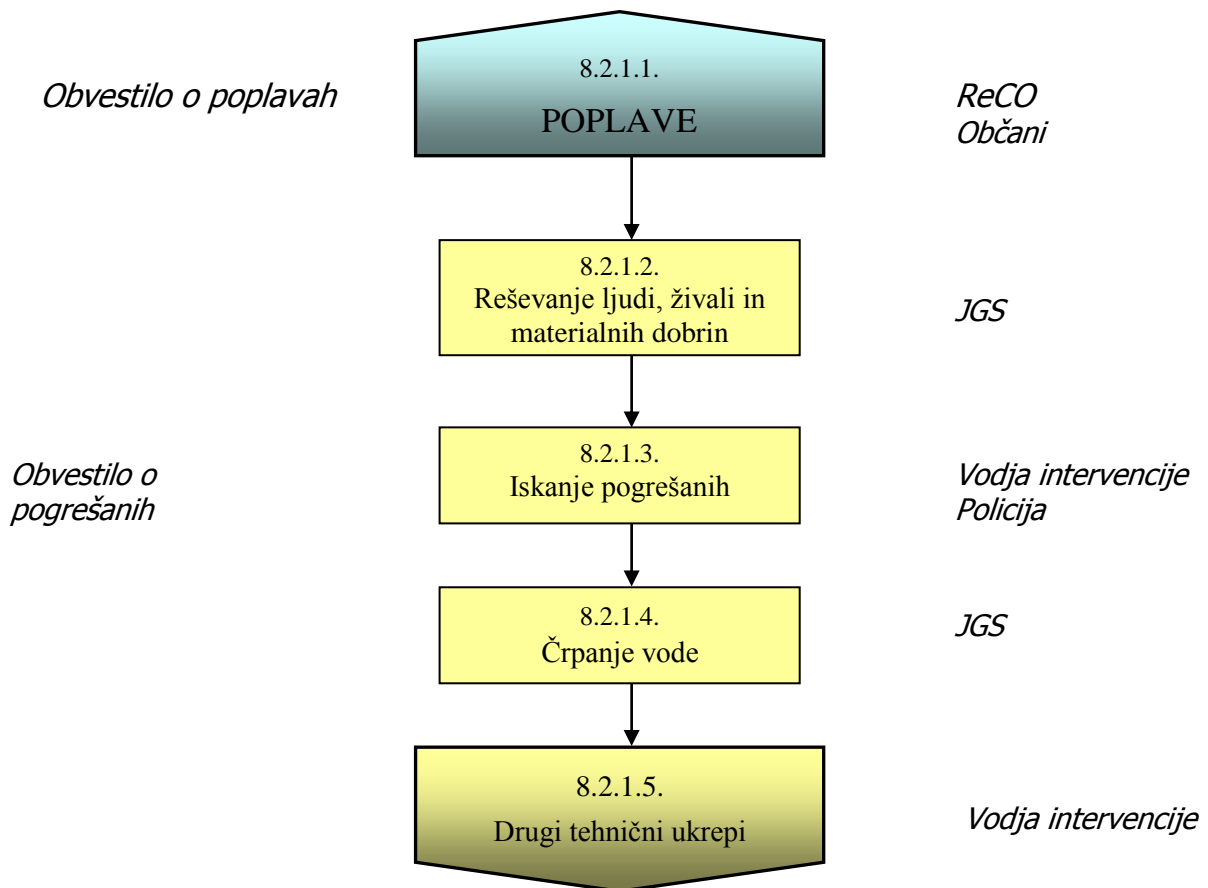 8.2.1.1.
Obvestilo o poplavah
POPLAVE
ReCO
Občani
8.2.1.2.
Reševanje ljudi, živali in
materialnih dobrin
JGS
Obvestilo o
pogrešanih
8.2.1.3.
Iskanje pogrešanih
Vodja intervencije
Policija
8.2.1.4.
Črpanje vode
JGS
8.2.1.5.
Drugi tehnični ukrepi
Vodja intervencije